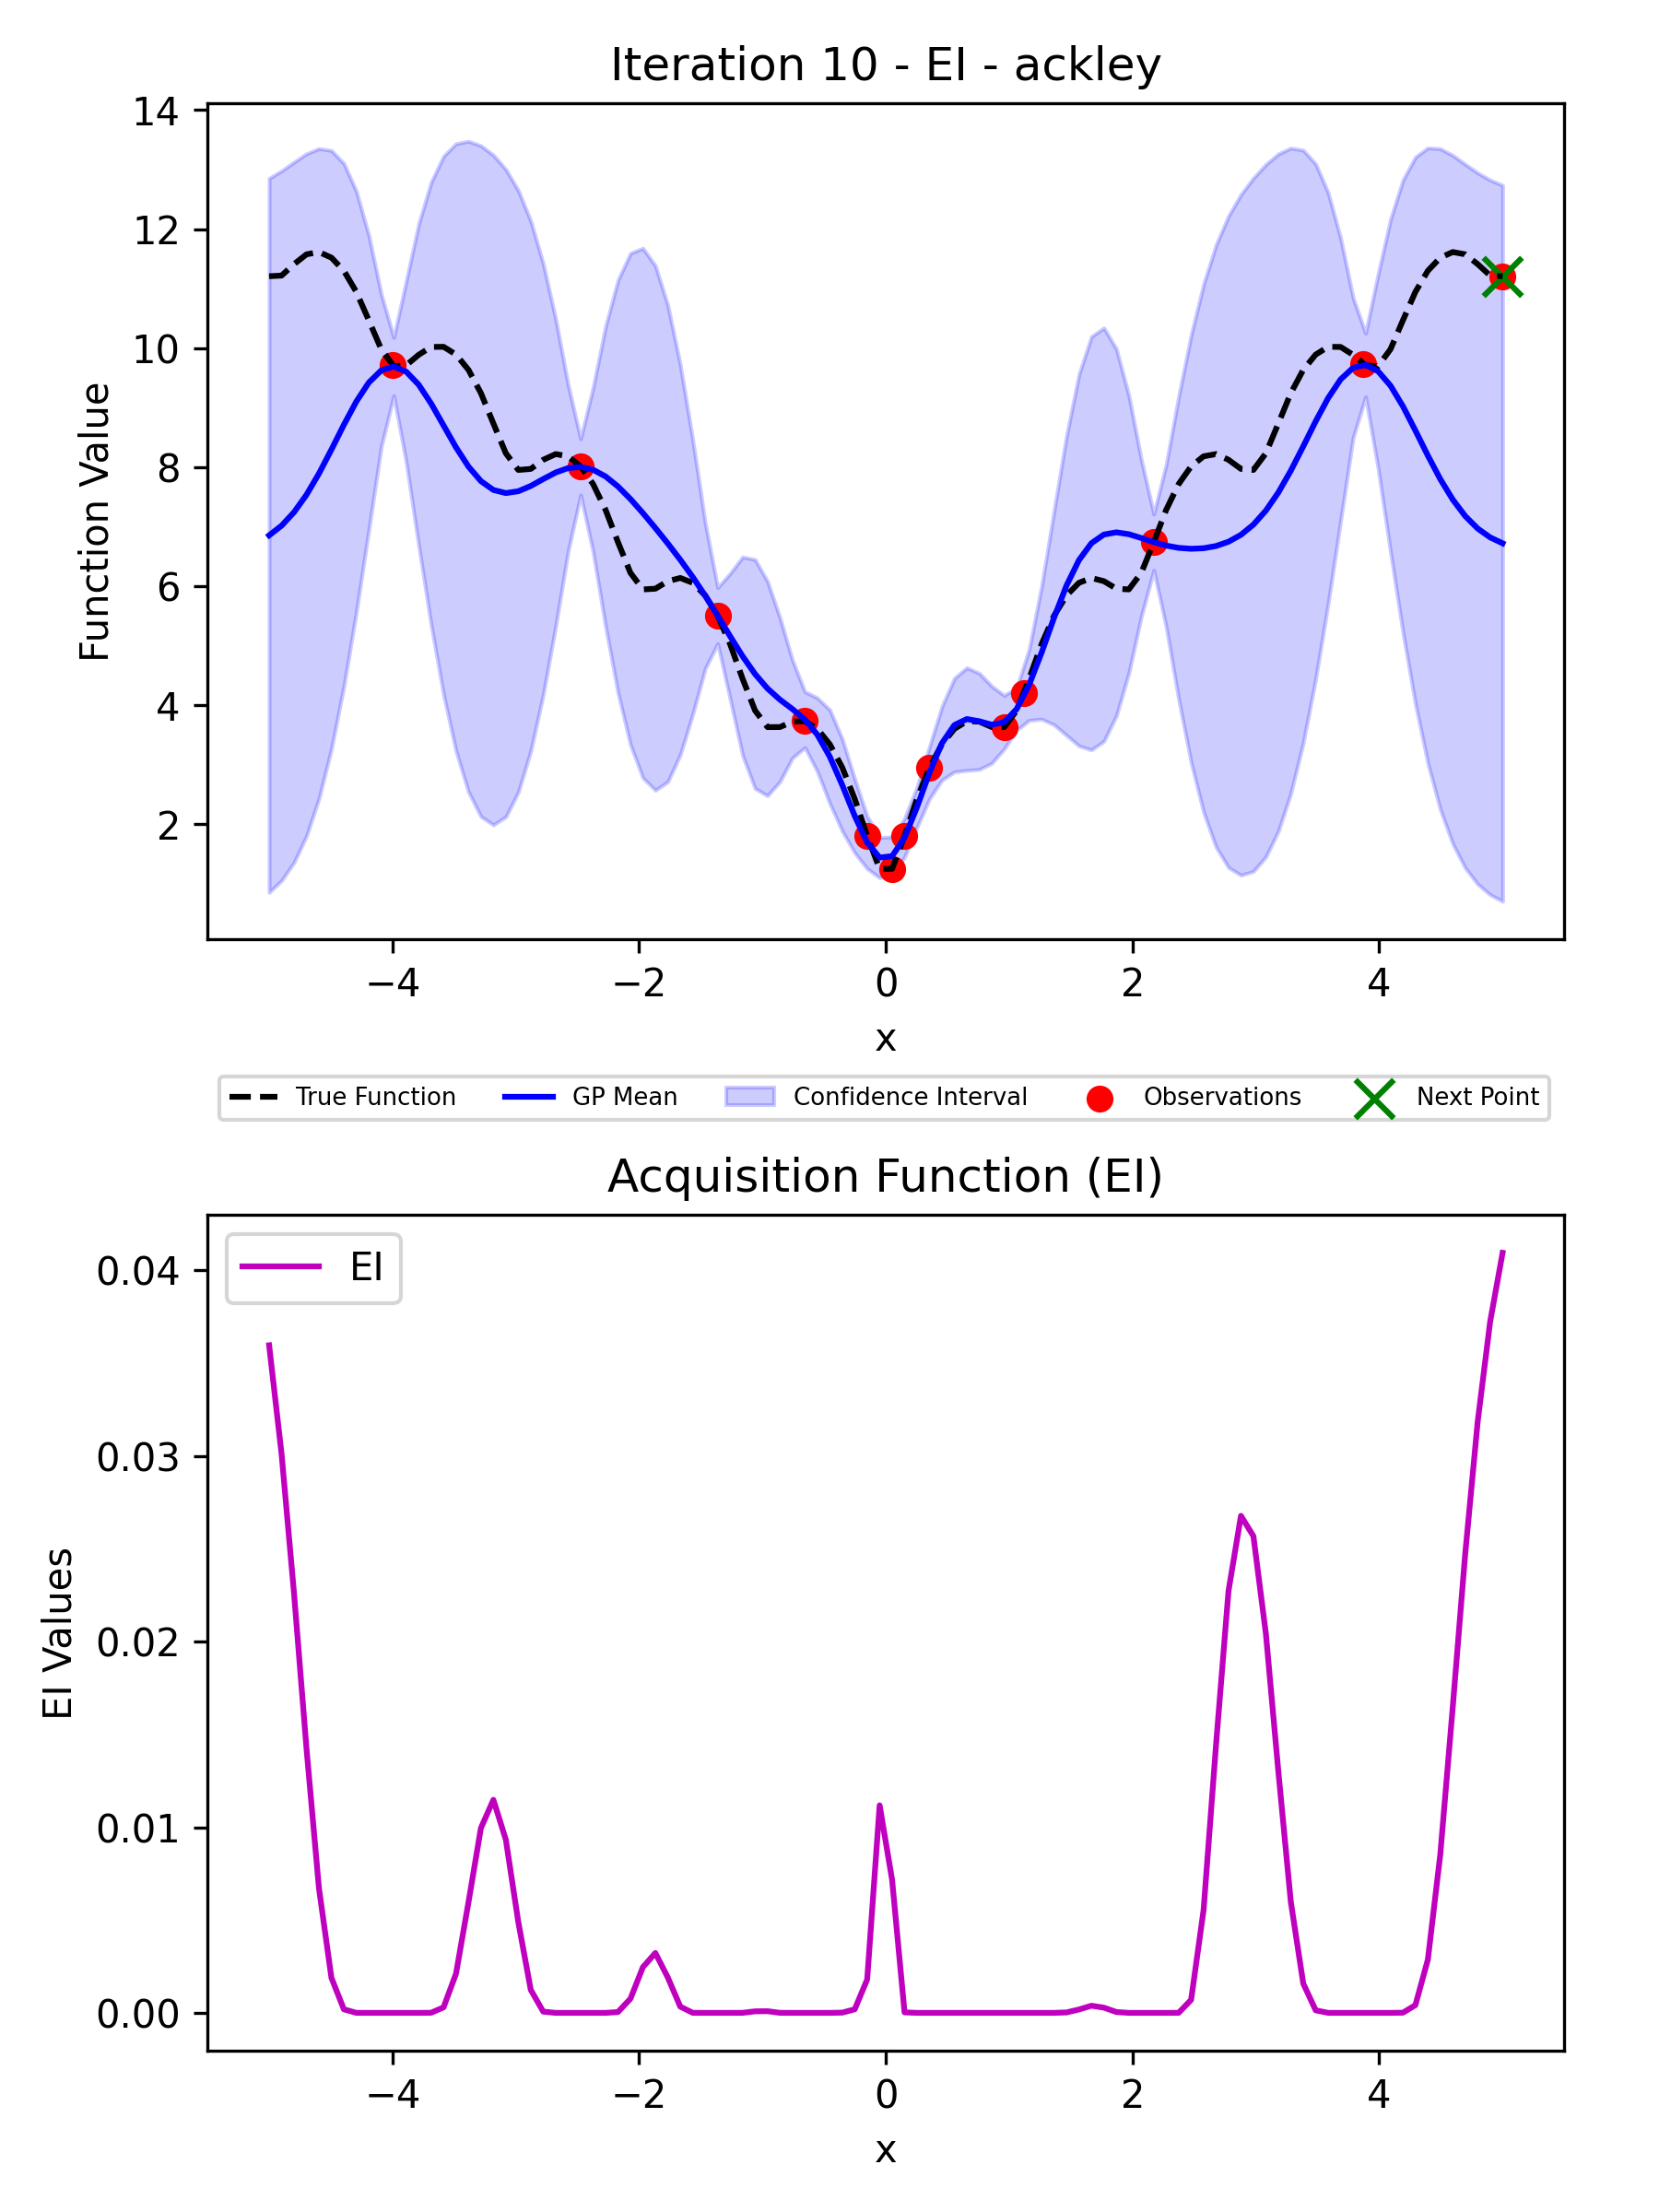 Iteration 10 - EI - ackley
14
12
10
8
6
4
2
Function Value
−4
−2
0
2
4
x
True Function
GP Mean
Confidence Interval
Observations
Next Point
Acquisition Function (EI)
EI
0.04
0.03
0.02
0.01
0.00
EI Values
−4
−2
0
2
4
x